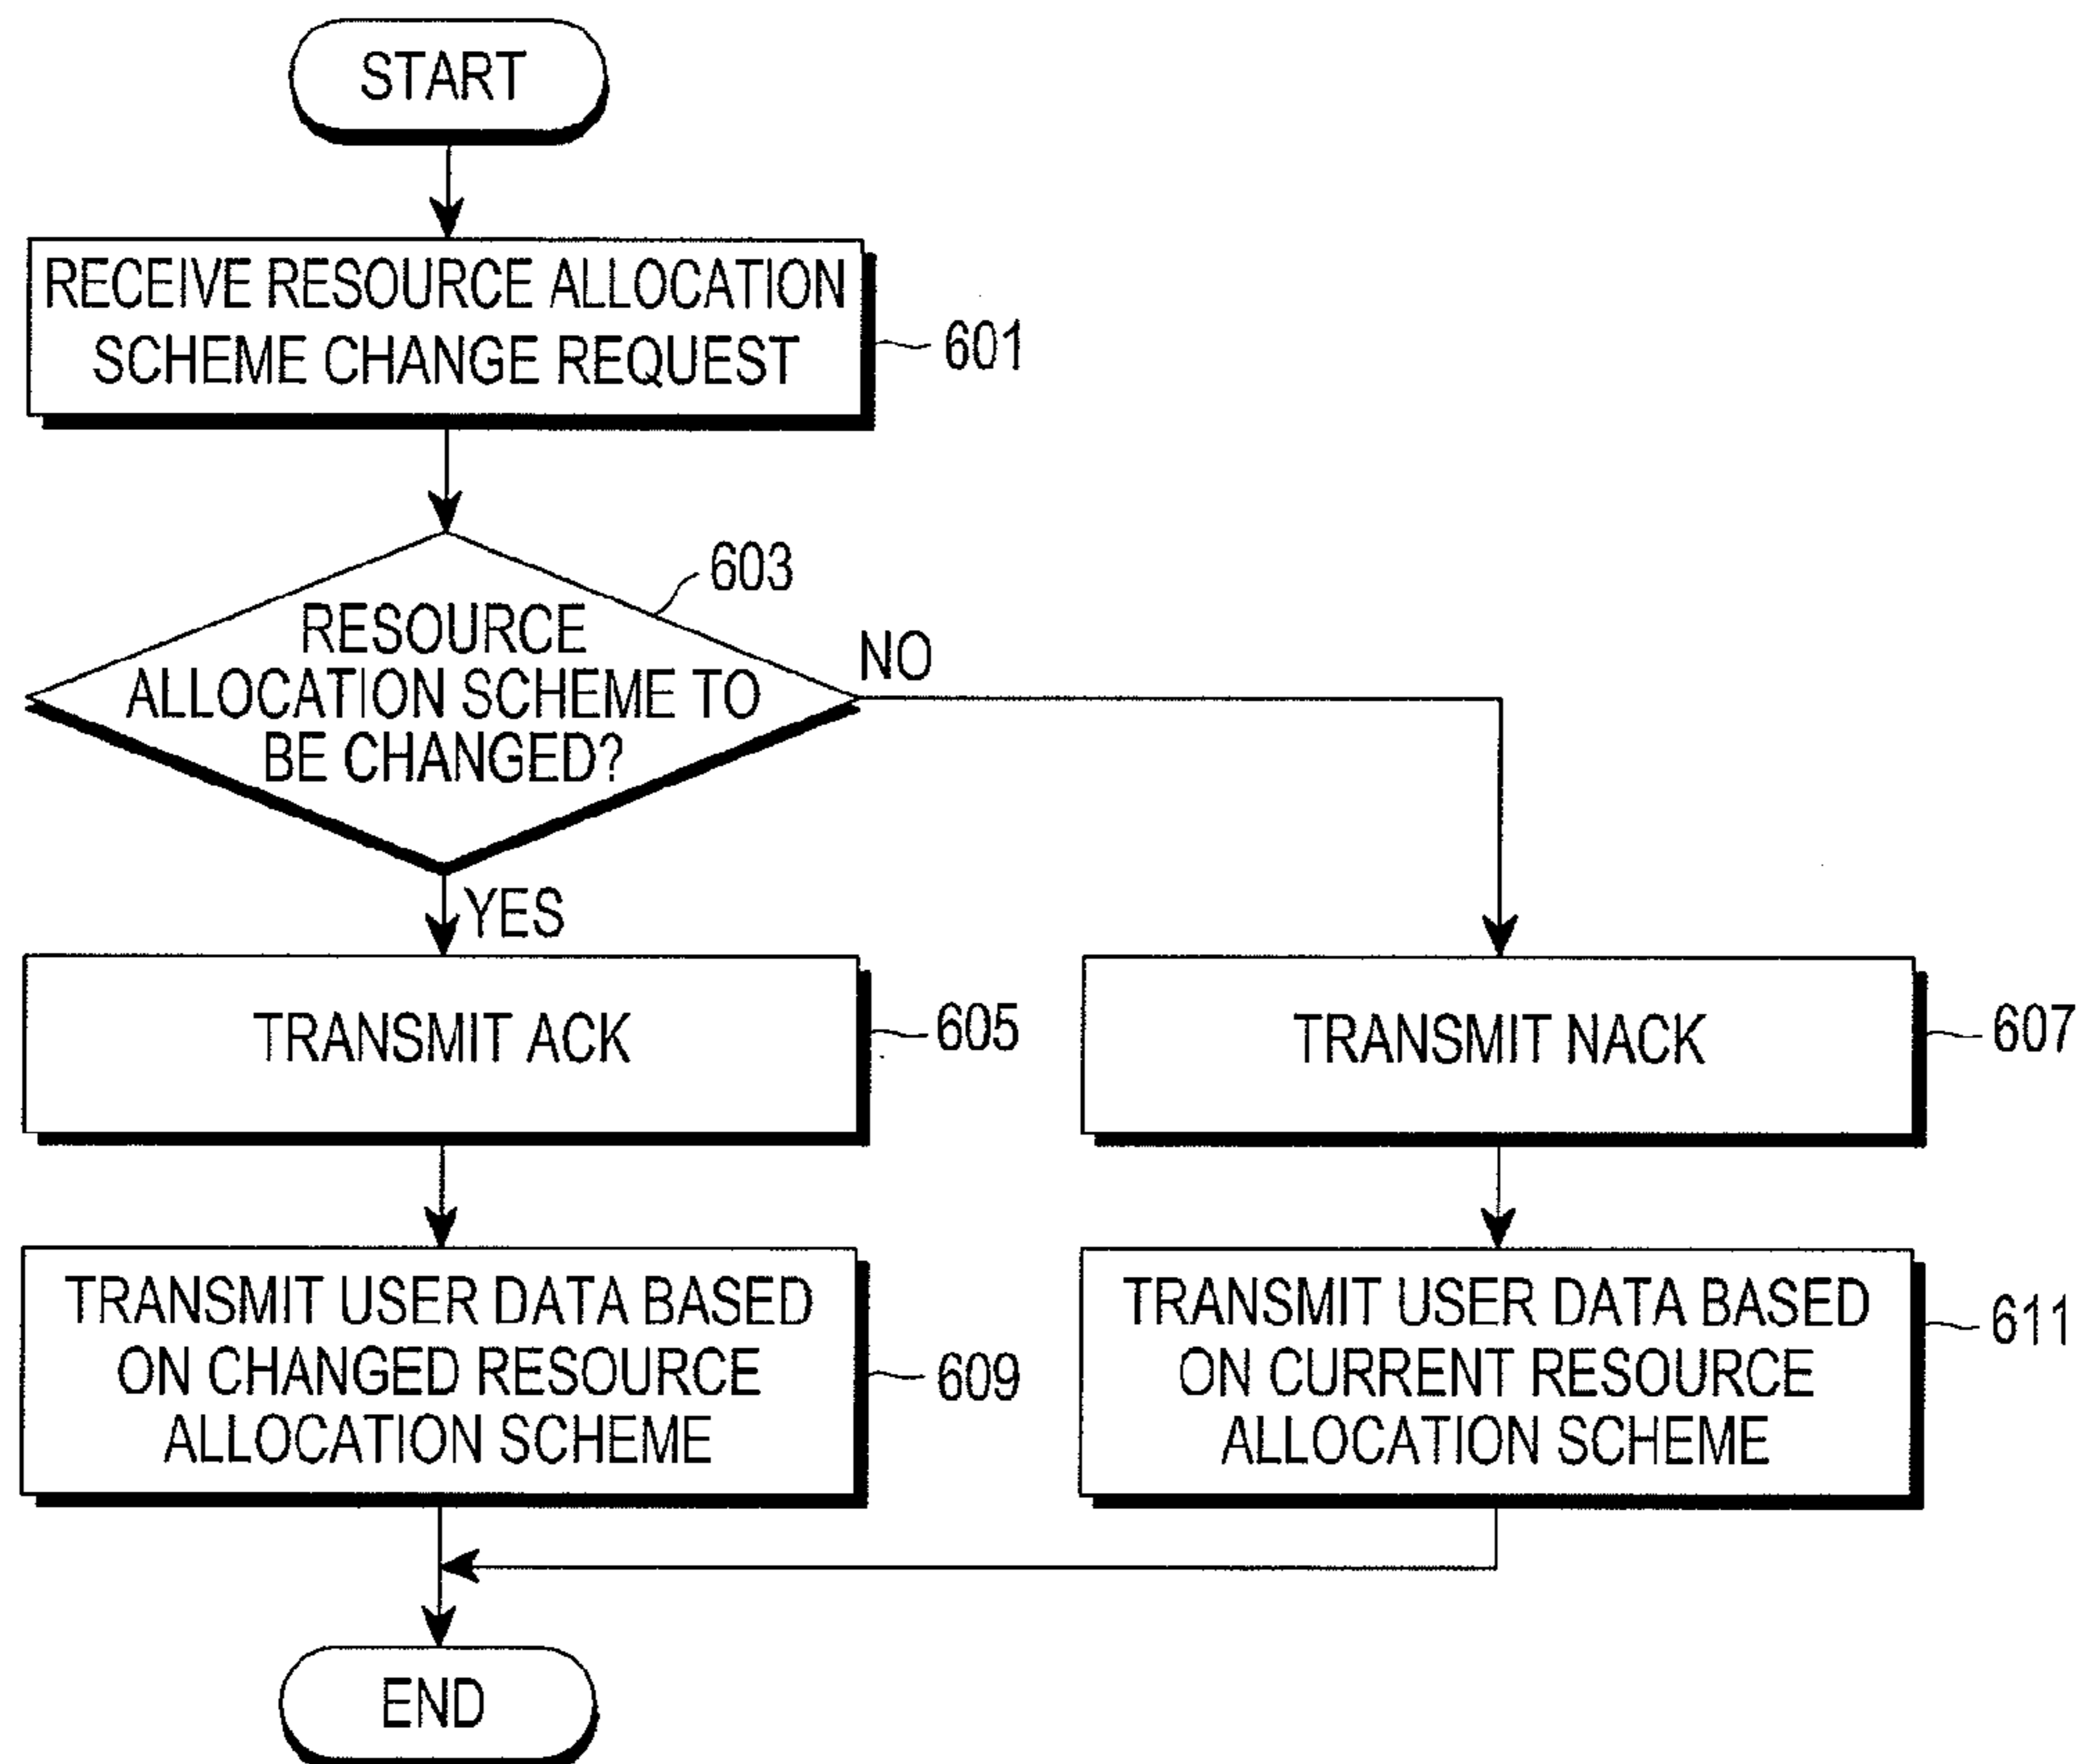 START
RECEIVE RESOURCE ALLOCATION
SCHEME CHANGE REQUEST
601
603
RESOURCE
ALLOCATION SCHEME TO
BE CHANGED?
NO
YES
TRANSMIT ACK
605
TRANSMIT NACK
607
TRANSMIT USER DATA BASED
ON CHANGED RESOURCE
ALLOCATION SCHEME
609
TRANSMIT USER DATA BASED
ON CURRENT RESOURCE
ALLOCATION SCHEME
611
END